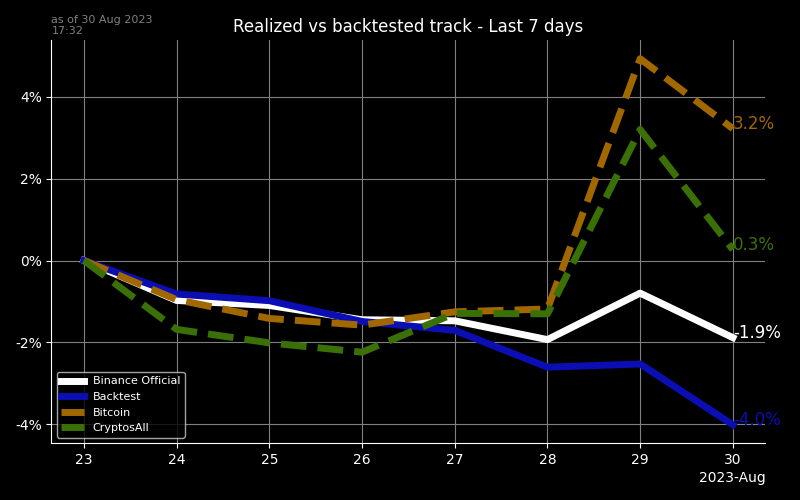 as of 30 Aug 2023
17:32
Realized vs backtested track - Last 7 days
4%
2%
0%
-2%
-4%
3.2%
0.3%
-1.9%
-4.0%
Binance Official
Backtest
Bitcoin
CryptosAll
23 24 25 26 27 28 29 30
2023-Aug